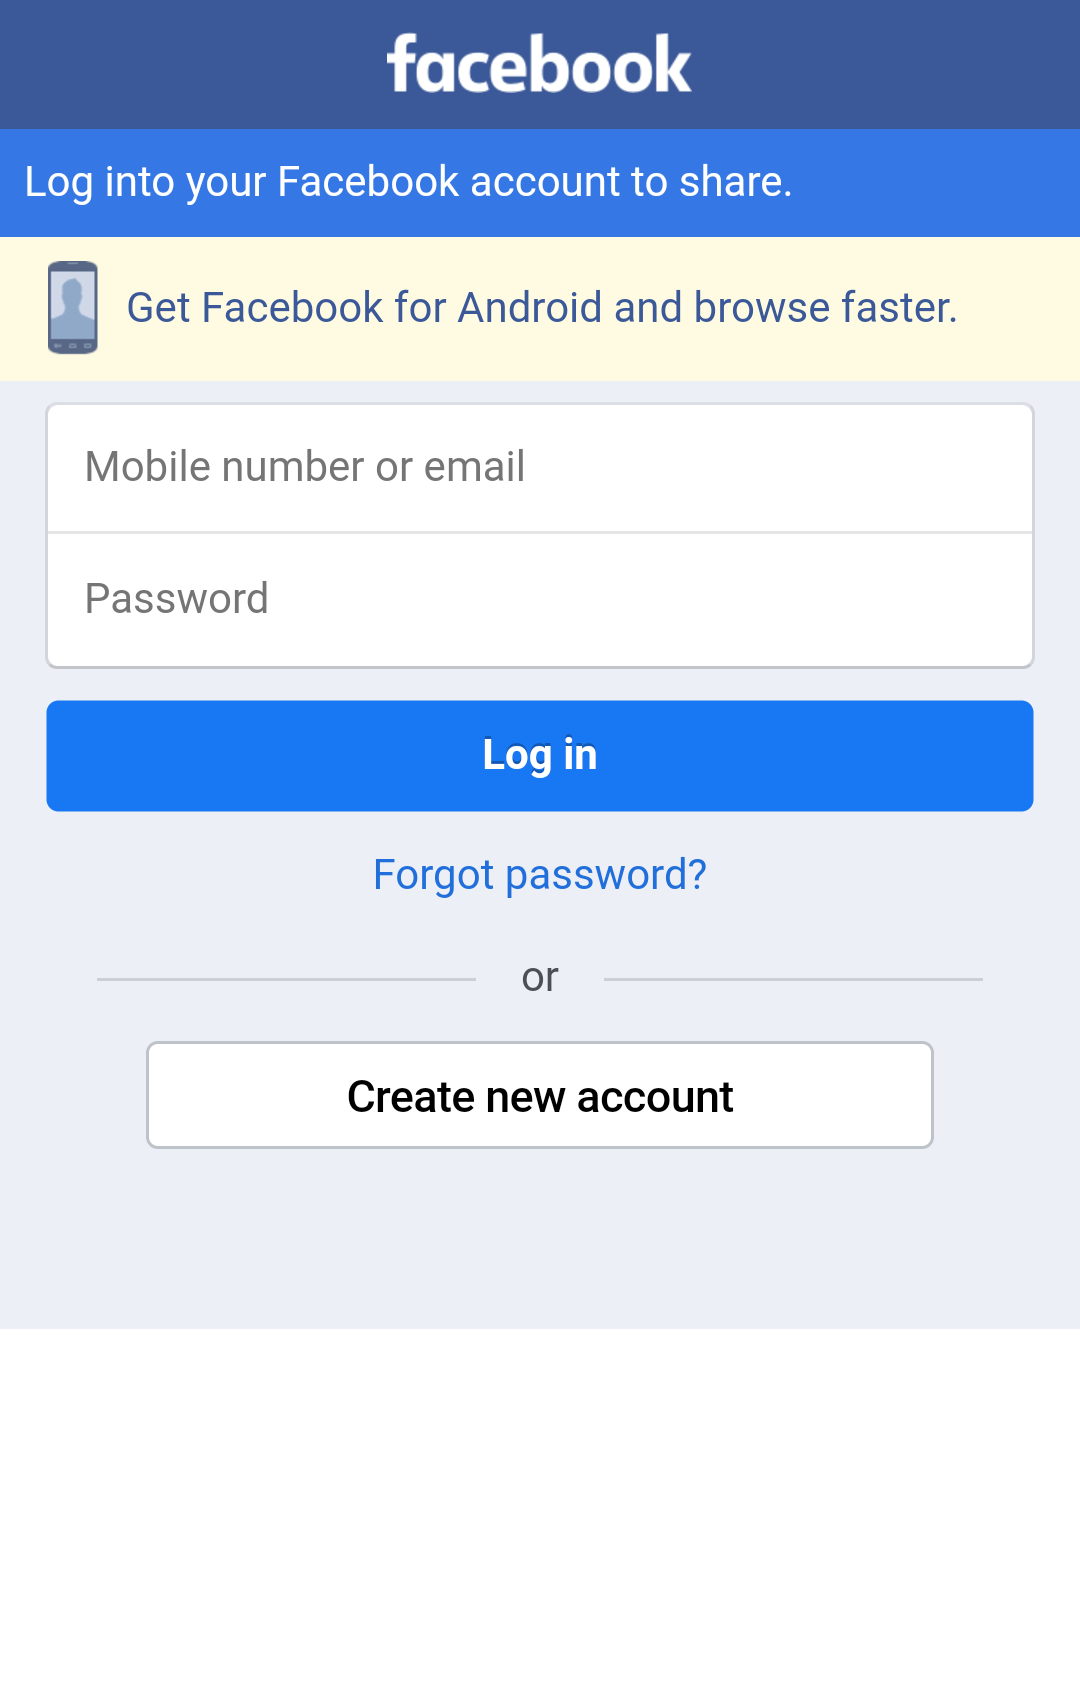 facebook
Log into your Facebook account to share.
Get Facebook for Android and browse faster.
Mobile number or email
Password
Log in
Forgot password?
or
Create new account